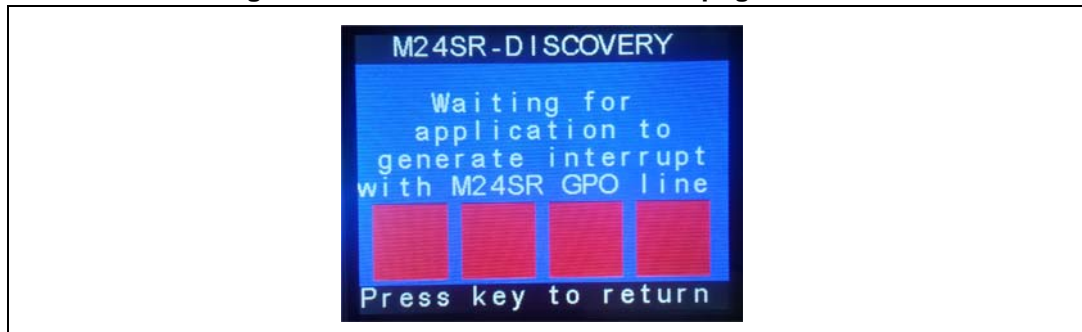 M24SR-DISCOVERY
Waiting for
application to
generate interrupt
with M24SR GPO line
Press key to return